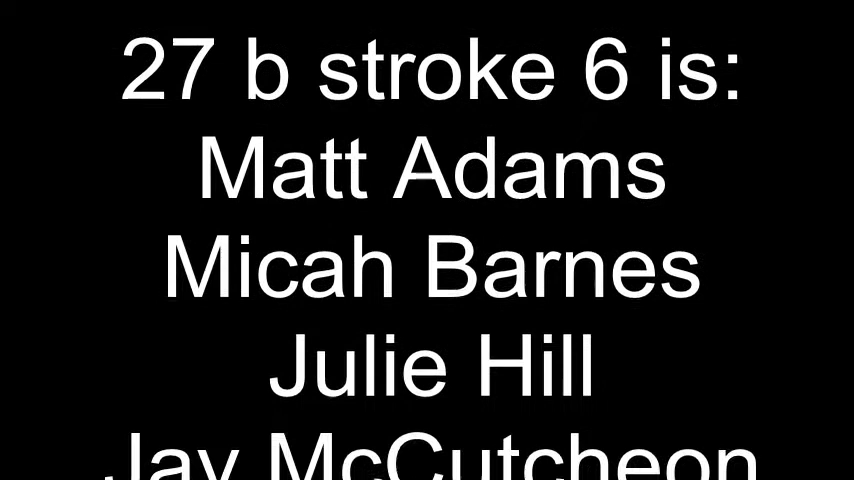 27 b stroke 6 is:
Matt Adams
Micah Barnes
Julie Hill
Jay McCutcheon